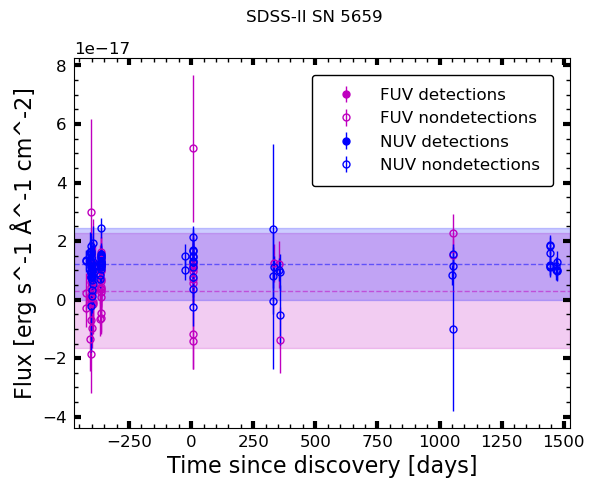 SDSS-II SN 5659
1e−17
8
6
4
2
0
−2
−4
Flux [erg s^-1 Å^-1 cm^-2]
FUV detections
FUV nondetections
NUV detections
NUV nondetections
−250 0 250 500 750 1000 1250 1500
Time since discovery [days]